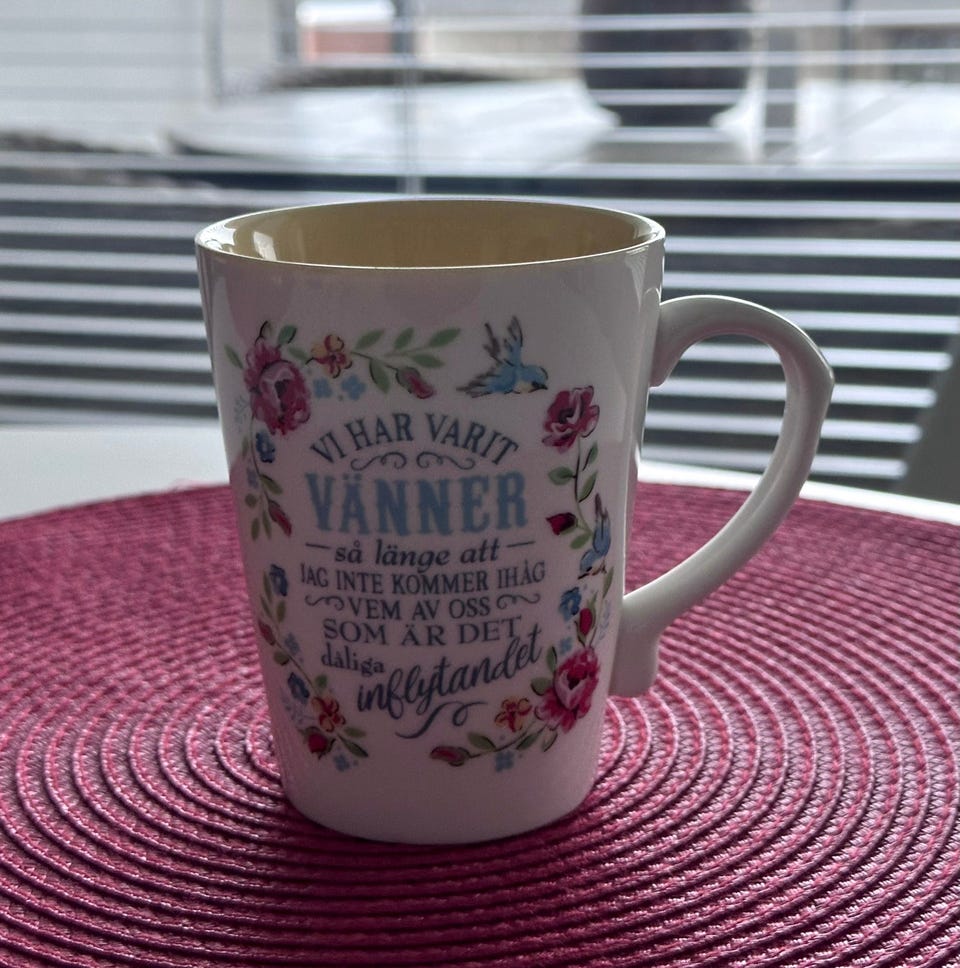 VI HAR VARIT
VÄNNER
så länge att
JAG INTE KOMMER IHÅG
VEM AV OSS
SOM ÄR DET
dåliga
inflytandet